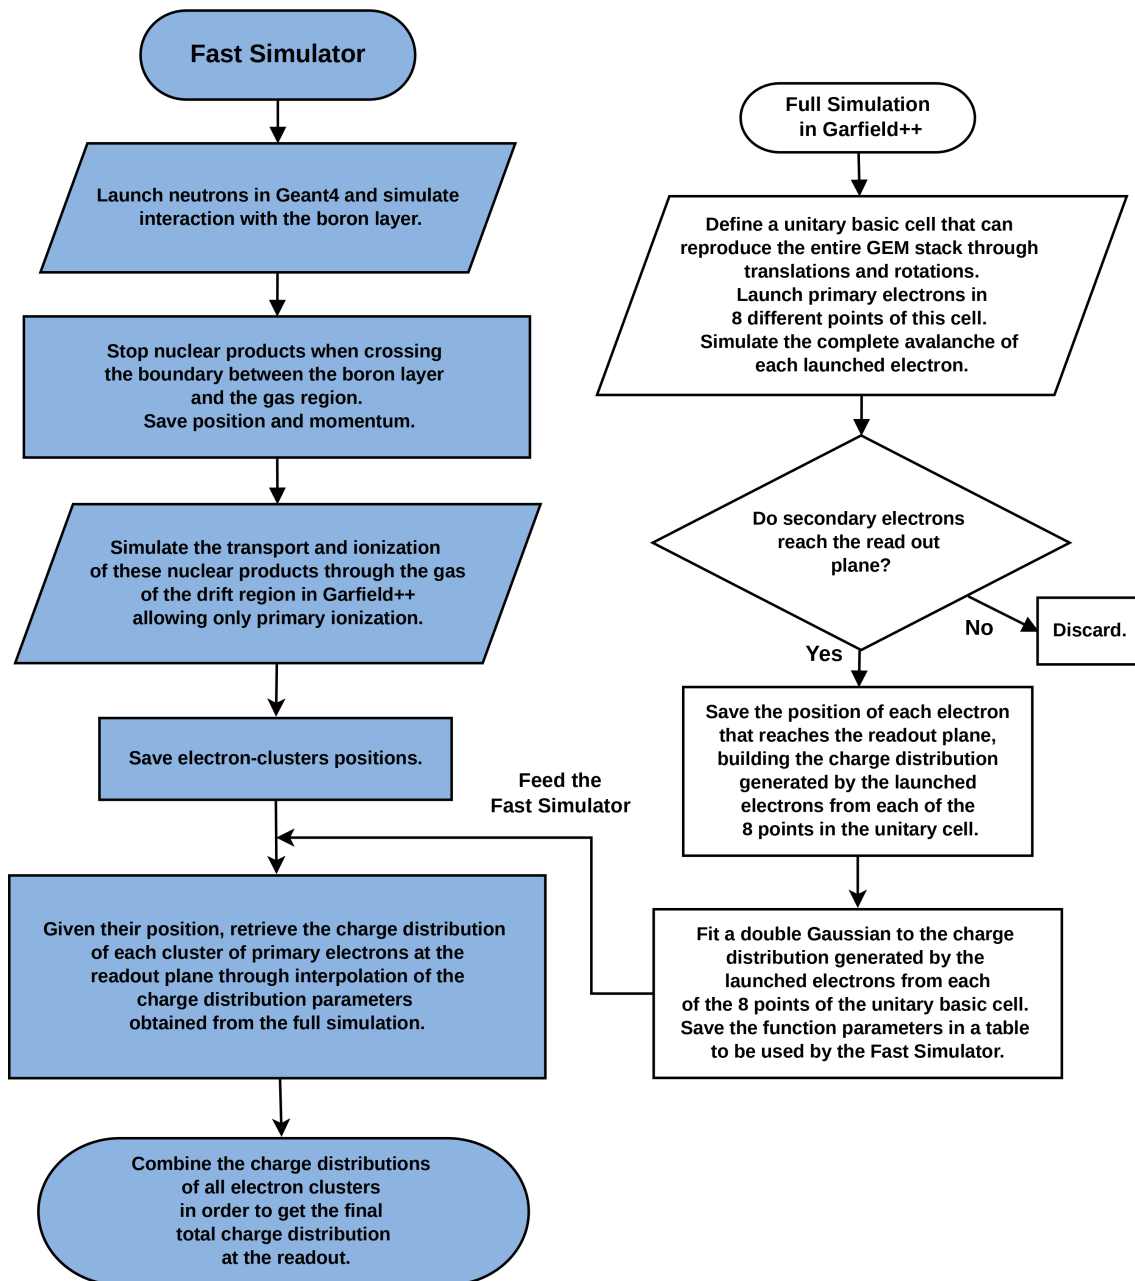 Fast Simulator
Launch neutrons in Geant4 and simulate
interaction with the boron layer.
Stop nuclear products when crossing
the boundary between the boron layer
and the gas region.
Save position and momentum.
Simulate the transport and ionization
of these nuclear products through the gas
of the drift region in Garfield++
allowing only primary ionization.
Save electron-clusters positions.
Given their position, retrieve the charge distribution
of each cluster of primary electrons at the
readout plane through interpolation of the
charge distribution parameters
obtained from the full simulation.
Combine the charge distributions
of all electron clusters
in order to get the final
total charge distribution
at the readout.
Full Simulation
in Garfield++
Define a unitary basic cell that can
reproduce the entire GEM stack through
translations and rotations.
Launch primary electrons in
8 different points of this cell.
Simulate the complete avalanche of
each launched electron.
Do secondary electrons
reach the read out
plane?
No
Discard.
Yes
Save the position of each electron
that reaches the readout plane,
building the charge distribution
generated by the launched
electrons from each of the
8 points in the unitary cell.
Fit a double Gaussian to the charge
distribution generated by the
launched electrons from each
of the 8 points of the unitary basic cell.
Save the function parameters in a table
to be used by the Fast Simulator.
Feed the
Fast Simulator